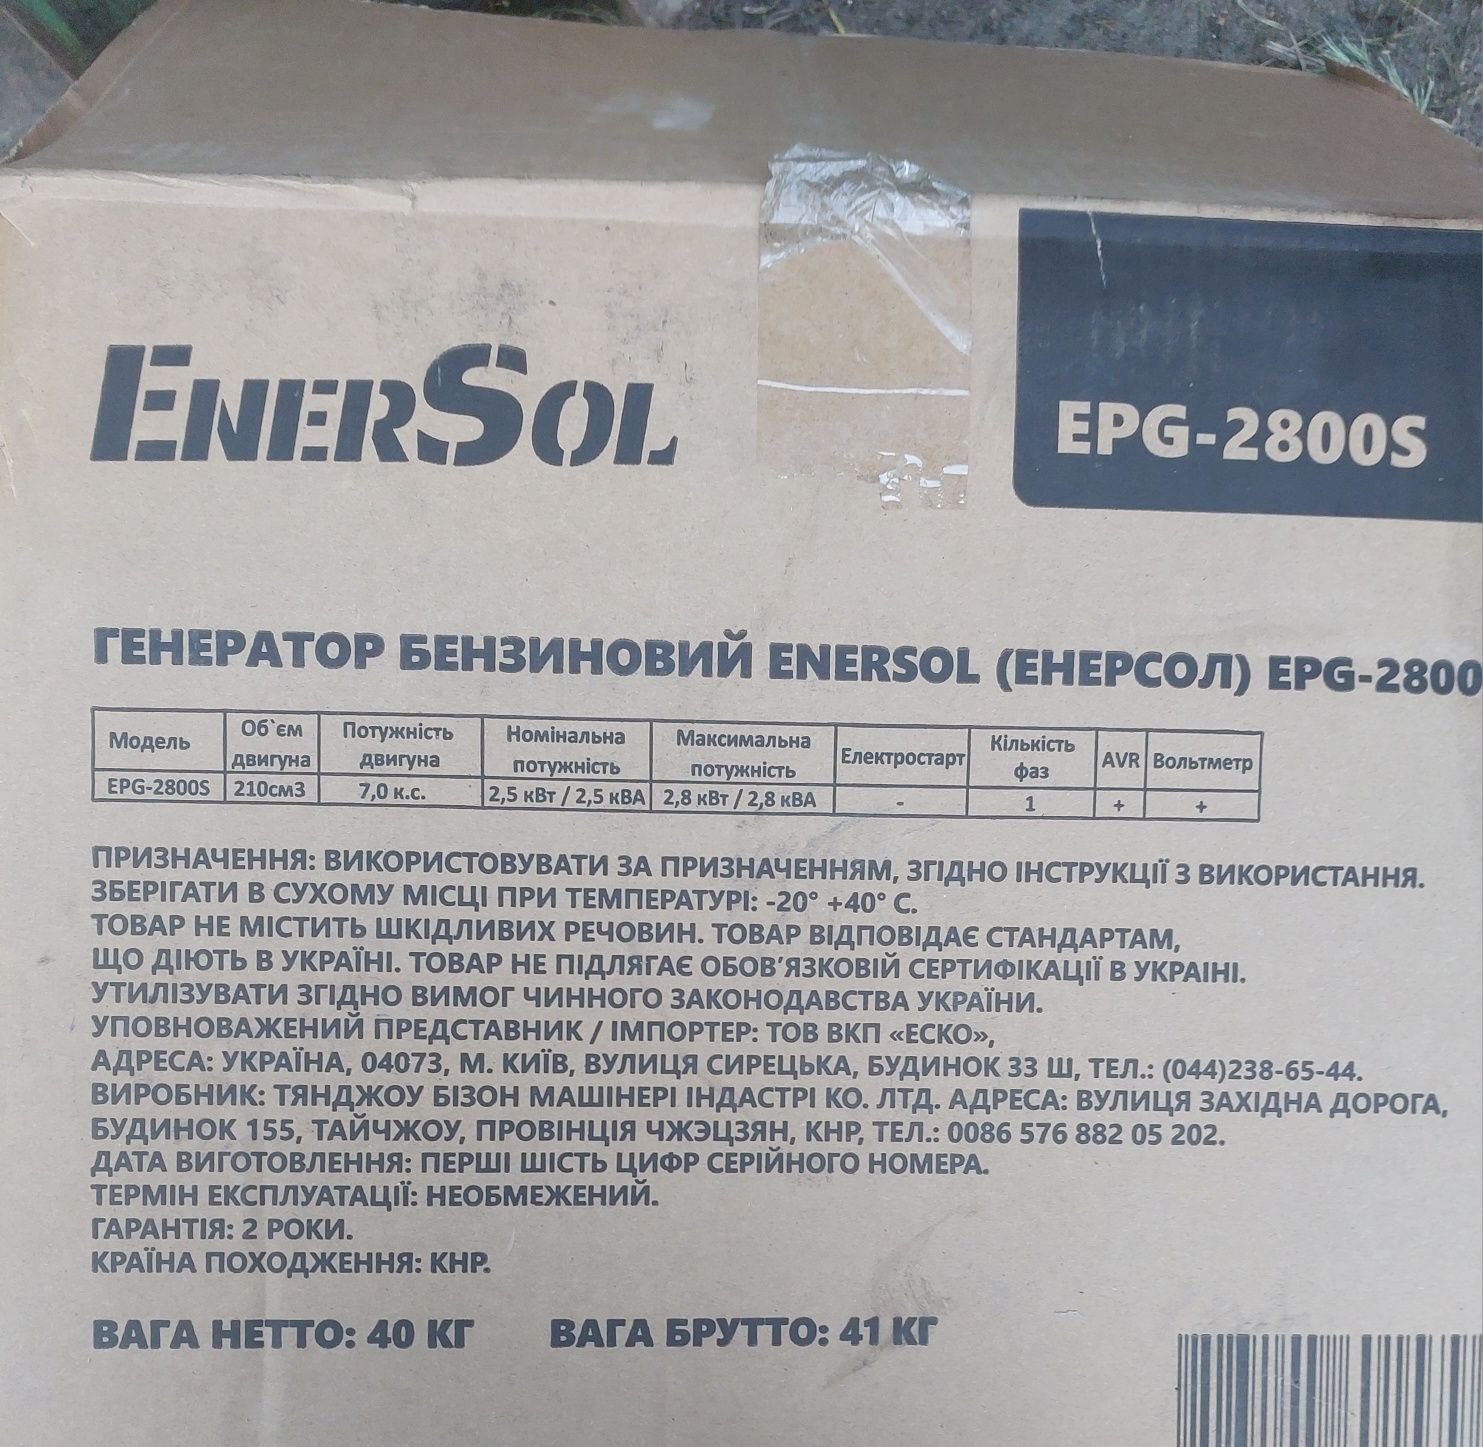 ENERSOL
EPG-2800S
ГЕНЕРАТОР БЕНЗИНОВИЙ ENERSOL (ЕНЕРСОЛ) EPG-2800
Модель Об`єм двигуна Потужність двигуна Номінальна потужність Максимальна потужність Електростарт Кількість фаз AVR Вольтметр
EPG-2800S 210см3 7,0 к.с. 2,5 кВт / 2,5 кВА 2,8 кВт / 2,8 кВА - 1 + +
ПРИЗНАЧЕННЯ: ВИКОРИСТОВУВАТИ ЗА ПРИЗНАЧЕННЯМ, ЗГІДНО ІНСТРУКЦІЇ З ВИКОРИСТАННЯ.
ЗБЕРІГАТИ В СУХОМУ МІСЦІ ПРИ ТЕМПЕРАТУРІ: -20° +40° С.
ТОВАР НЕ МІСТИТЬ ШКІДЛИВИХ РЕЧОВИН. ТОВАР ВІДПОВІДАЄ СТАНДАРТАМ,
ЩО ДІЮТЬ В УКРАЇНІ. ТОВАР НЕ ПІДЛЯГАЄ ОБОВ'ЯЗКОВІЙ СЕРТИФІКАЦІЇ В УКРАІНІ.
УТИЛІЗУВАТИ ЗГІДНО ВИМОГ ЧИННОГО ЗАКОНОДАВСТВА УКРАЇНИ.
УПОВНОВАЖЕНИЙ ПРЕДСТАВНИК / ІМПОРТЕР: ТОВ ВКП «ЕСКО»,
АДРЕСА: УКРАЇНА, 04073, М. КИЇВ, ВУЛИЦЯ СИРЕЦЬКА, БУДИНОК 33 Ш, ТЕЛ.: (044)238-65-44.
ВИРОБНИК: ТЯНДЖОУ БІЗОН МАШІНЕРІ ІНДАСТРІ КО. ЛТД. АДРЕСА: ВУЛИЦЯ ЗАХІДНА ДОРОГА,
БУДИНОК 155, ТАЙЧЖОУ, ПРОВІНЦІЯ ЧЖЭЦЗЯН, КНР, ТЕЛ.: 0086 576 882 05 202.
ДАТА ВИГОТОВЛЕННЯ: ПЕРШІ ШІСТЬ ЦИФР СЕРІЙНОГО НОМЕРА.
ТЕРМІН ЕКСПЛУАТАЦІЇ: НЕОБМЕЖЕНИЙ.
ГАРАНТІЯ: 2 РОКИ.
КРАЇНА ПОХОДЖЕННЯ: КНР.
ВАГА НЕТТО: 40 КГ ВАГА БРУТТО: 41 КГ